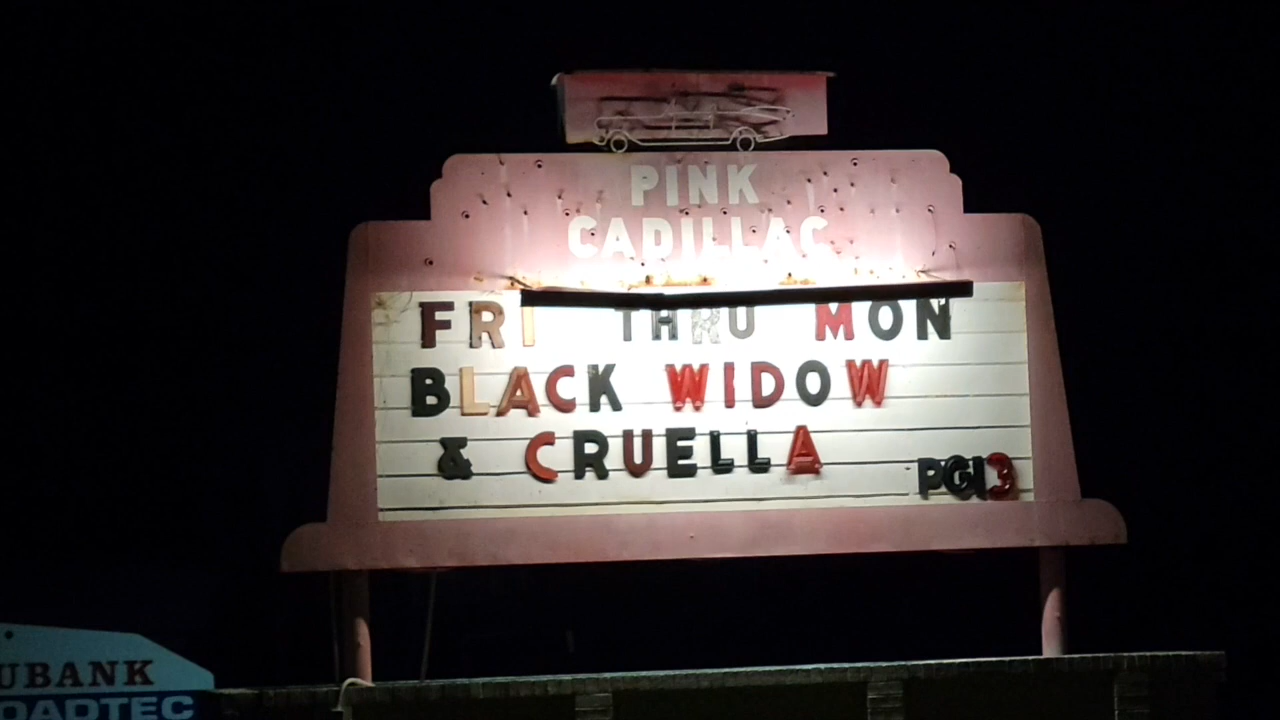 PINK
CADILLAC
FRI THRU MON
BLACK WIDOW
& CRUELLA
PG13
UBANK
OADTEC